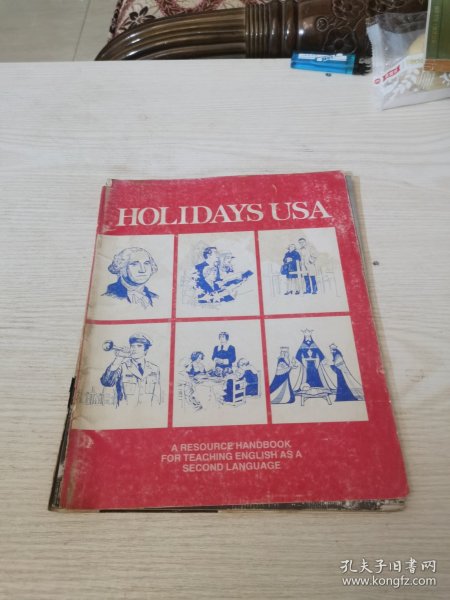 HOLIDAYS USA
A RESOURCE HANDBOOK
FOR TEACHING ENGLISH AS A
SECOND LANGUAGE
孔夫子旧书网
www.kongfz.com